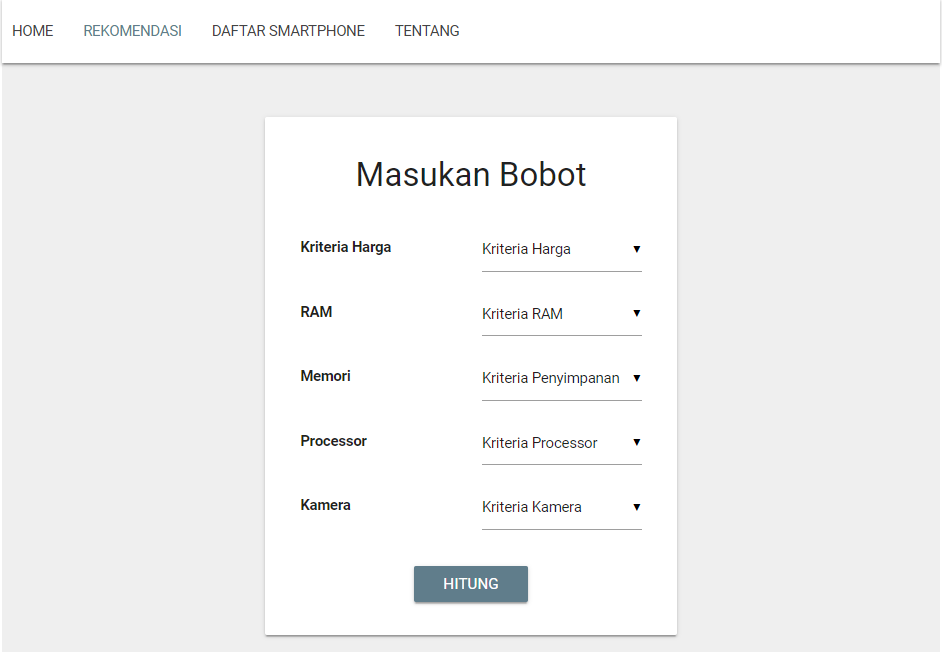 HOME REKOMENDASI DAFTAR SMARTPHONE TENTANG
Masukan Bobot
Kriteria Harga Kriteria Harga ▼
RAM Kriteria RAM ▼
Memori Kriteria Penyimpanan ▼
Processor Kriteria Processor ▼
Kamera Kriteria Kamera ▼
HITUNG